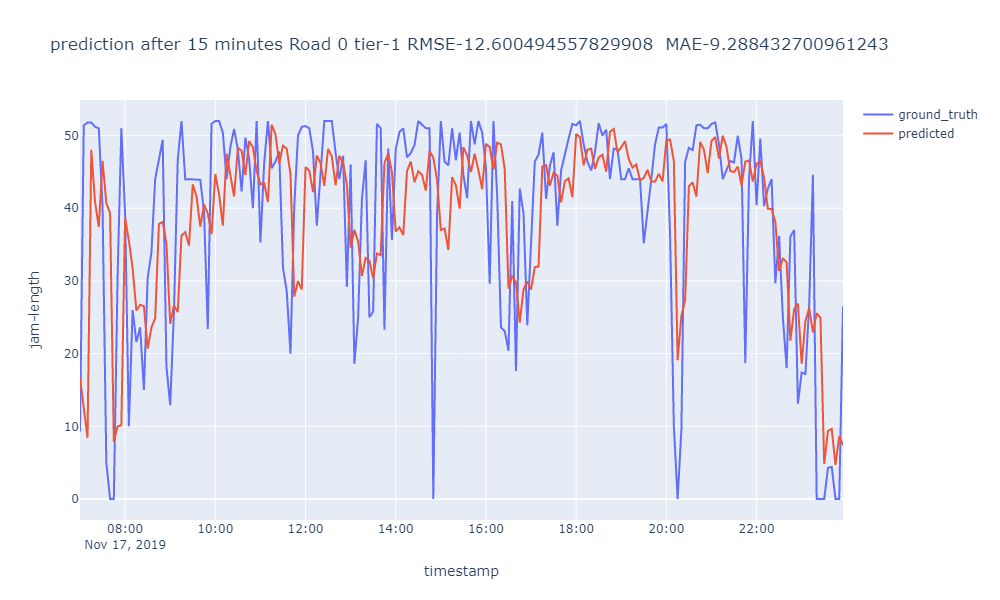 prediction after 15 minutes Road 0 tier-1 RMSE-12.600494557829908  MAE-9.288432700961243
ground_truth
predicted
50
40
30
20
10
0
jam-length
08:00 10:00 12:00 14:00 16:00 18:00 20:00 22:00
Nov 17, 2019
timestamp